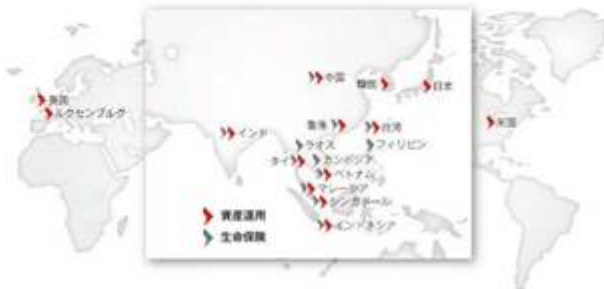 中国
韓国
日本
英国
ルクセンブルク
香港
台湾
米国
インド
ラオス
フィリピン
タイ
カンボジア
ベトナム
マレーシア
シンガポール
インドネシア
資産運用
生命保険